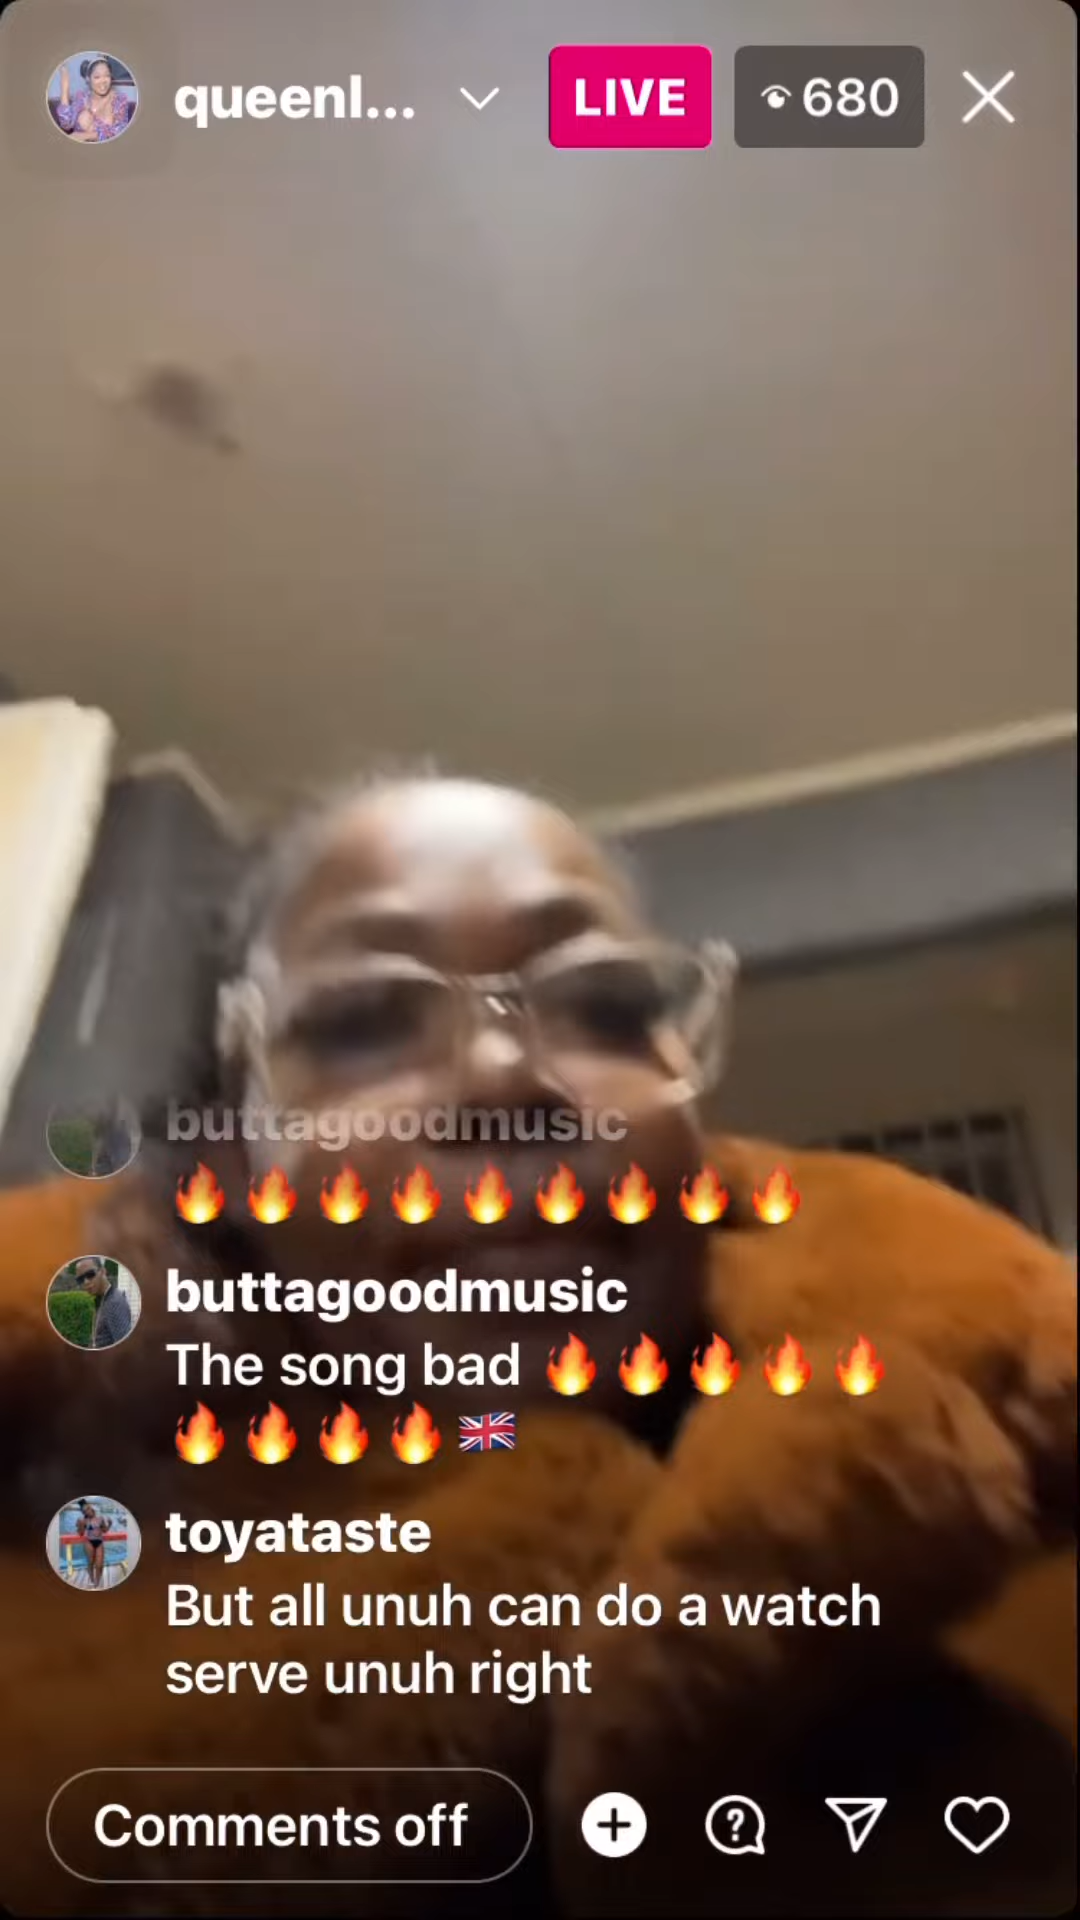 queenl...
LIVE
680
buttagoodmusic
🔥🔥🔥🔥🔥🔥🔥🔥🔥
buttagoodmusic
The song bad 🔥🔥🔥🔥🔥
🔥🔥🔥🔥🇬🇧
toyataste
But all unuh can do a watch
serve unuh right
Comments off